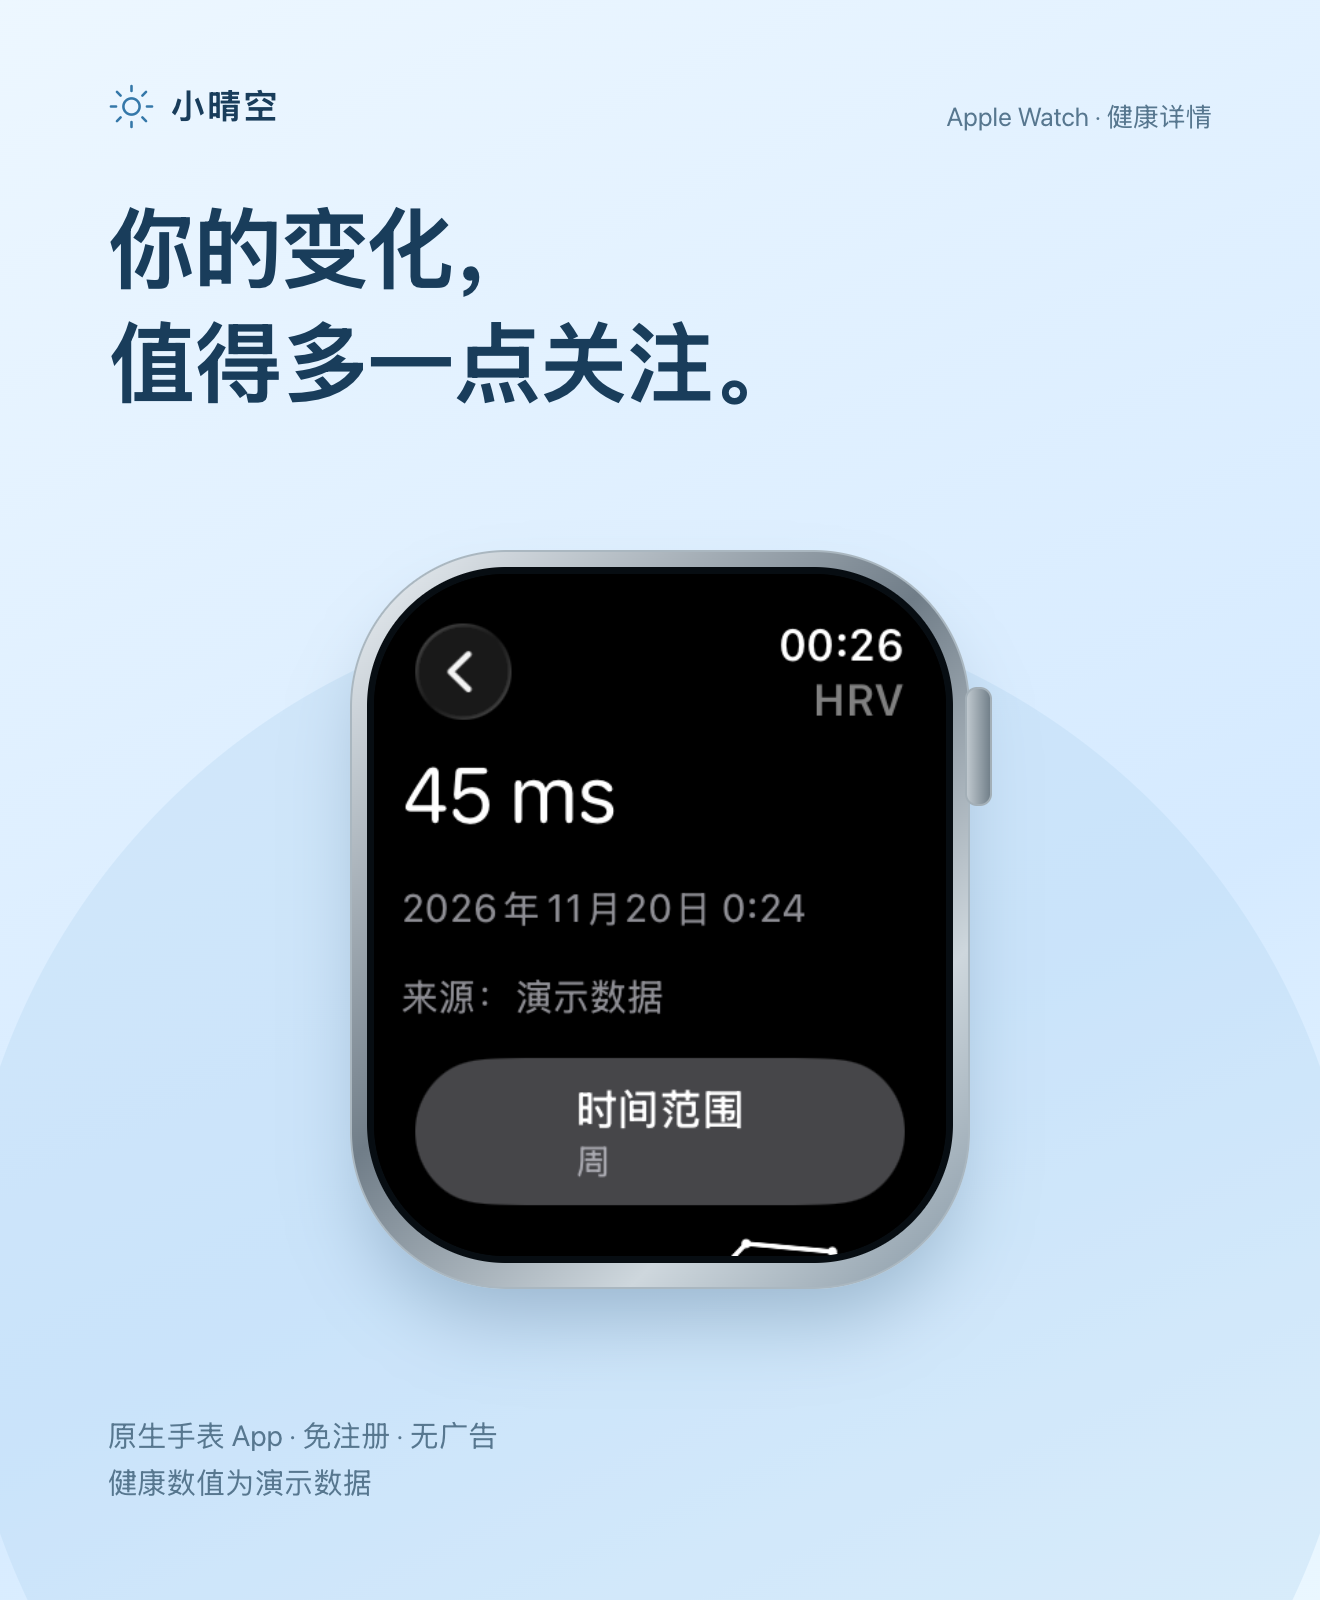 小晴空
Apple Watch · 健康详情
你的变化，
值得多一点关注。
00:26
HRV
45 ms
2026年11月20日 0:24
来源： 演示数据
时间范围
周
原生手表 App · 免注册 · 无广告
健康数值为演示数据